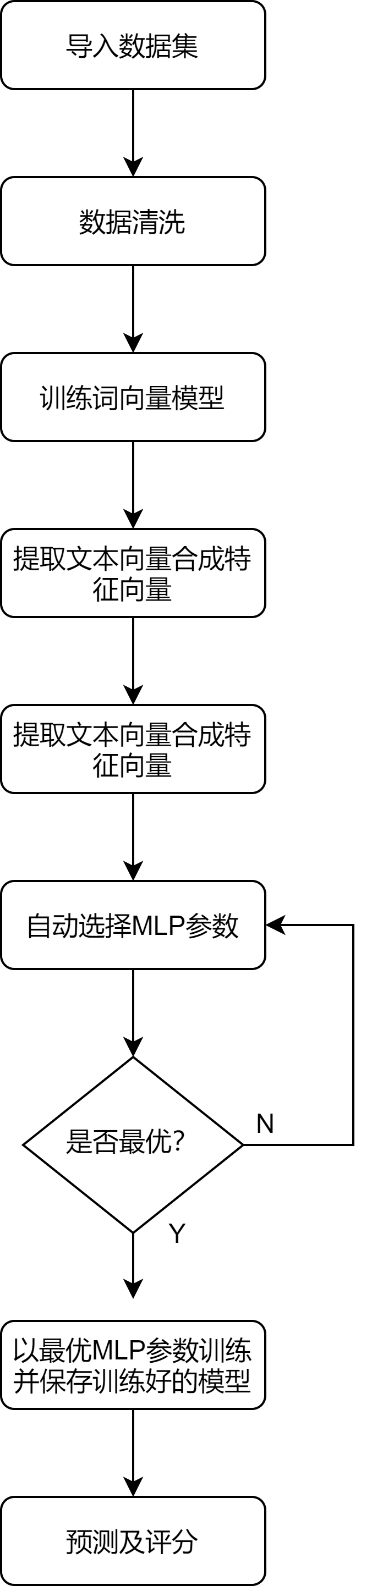 导入数据集
数据清洗
训练词向量模型
提取文本向量合成特
征向量
提取文本向量合成特
征向量
自动选择MLP参数
是否最优？
N
Y
以最优MLP参数训练
并保存训练好的模型
预测及评分